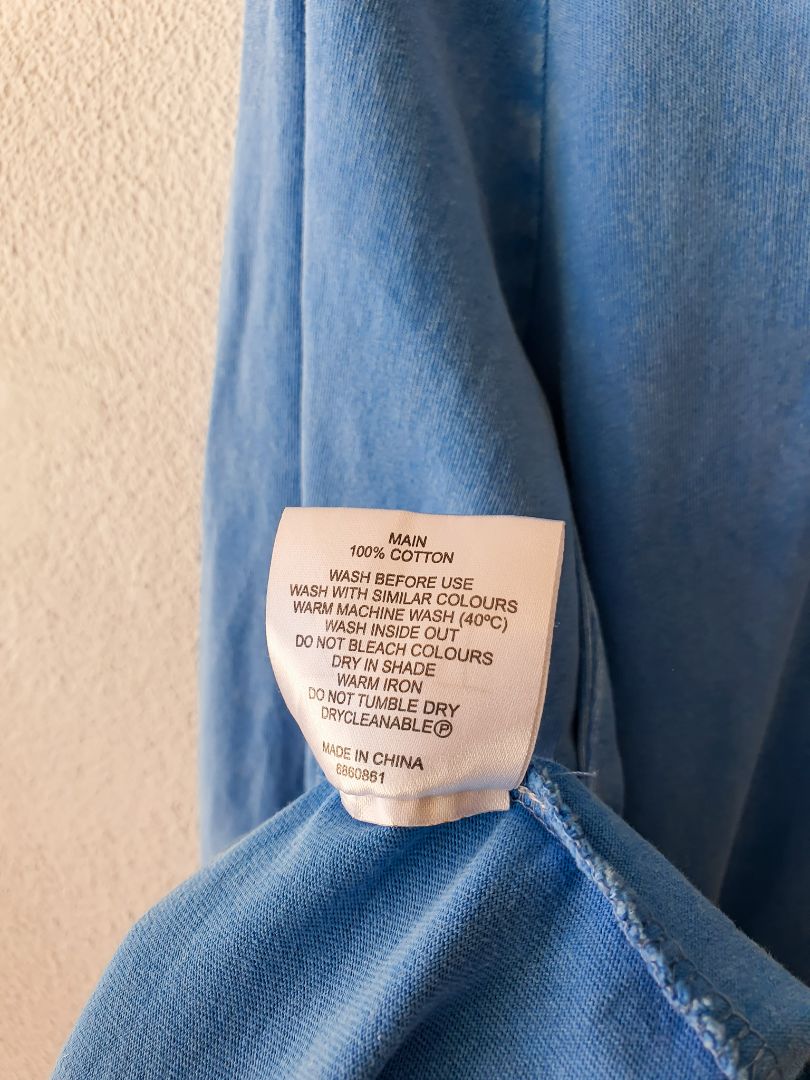 MAIN
100% COTTON
WASH BEFORE USE
WASH WITH SIMILAR COLOURS
WARM MACHINE WASH (40ºC)
WASH INSIDE OUT
DO NOT BLEACH COLOURS
DRY IN SHADE
WARM IRON
DO NOT TUMBLE DRY
DRYCLEANABLE Ⓟ
MADE IN CHINA
6860861